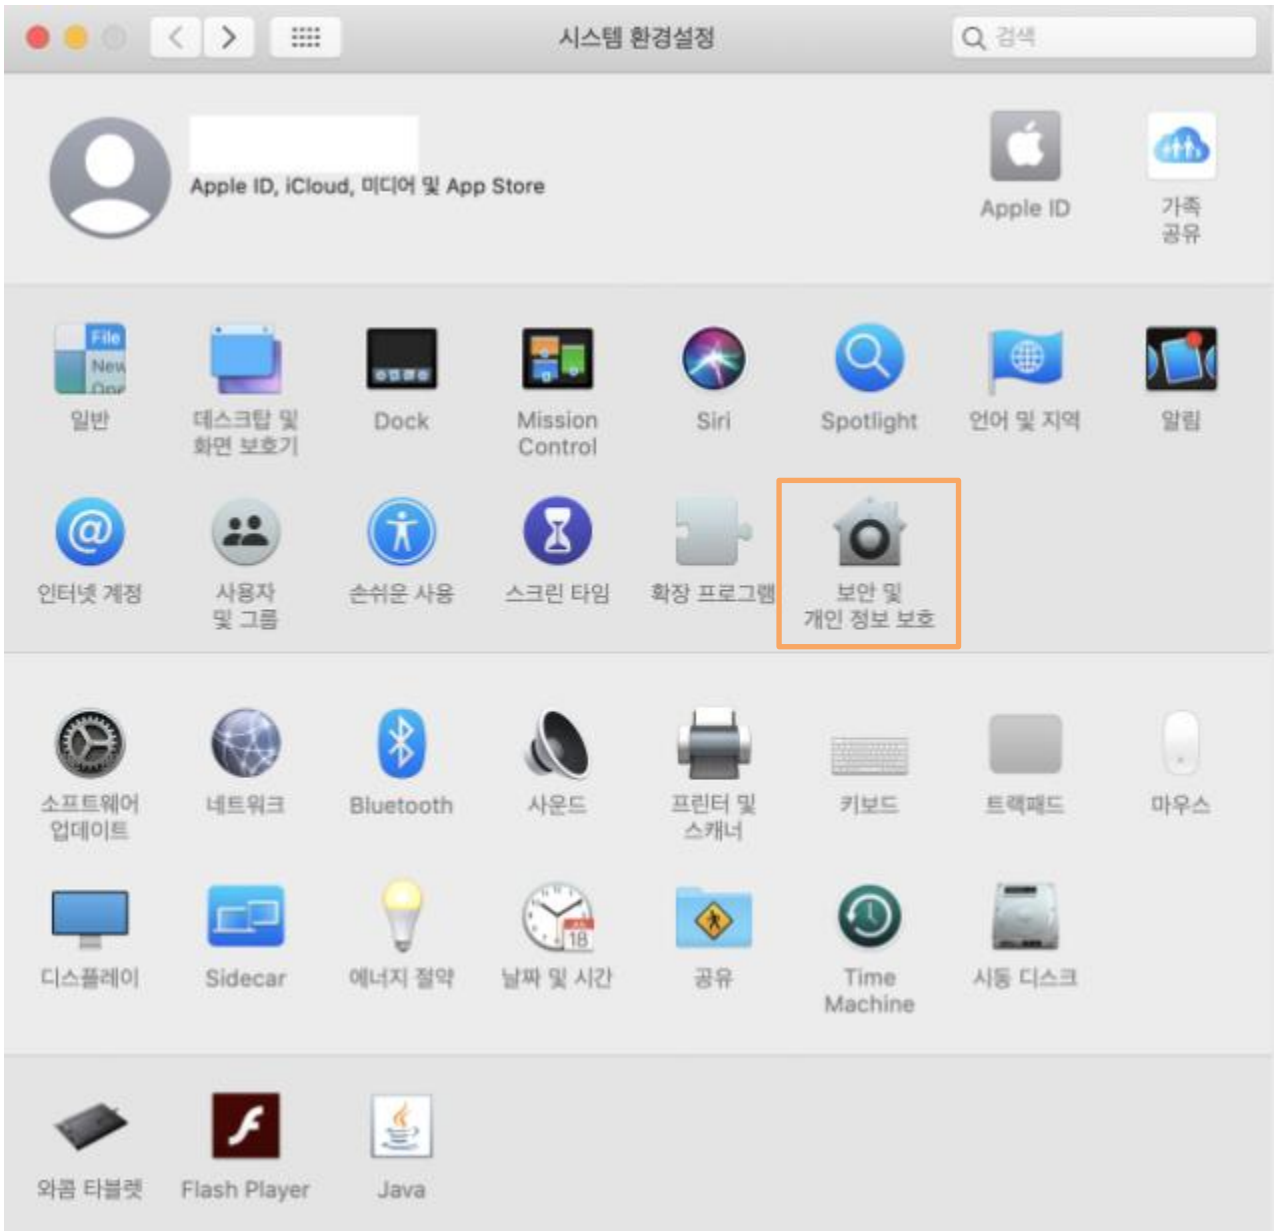 시스템 환경설정
검색
Apple ID, iCloud, 미디어 및 App Store
Apple ID
가족
공유
File
New
Ope
일반
데스크탑 및
화면 보호기
Dock
Mission
Control
Siri
Spotlight
언어 및 지역
알림
인터넷 계정
사용자
및 그룹
손쉬운 사용
스크린 타임
확장 프로그램
보안 및
개인 정보 보호
소프트웨어
업데이트
네트워크
Bluetooth
사운드
프린터 및
스캐너
키보드
트랙패드
마우스
디스플레이
Sidecar
에너지 절약
JUL
18
날짜 및 시간
공유
Time
Machine
시동 디스크
와콤 타블렛
Flash Player
Java